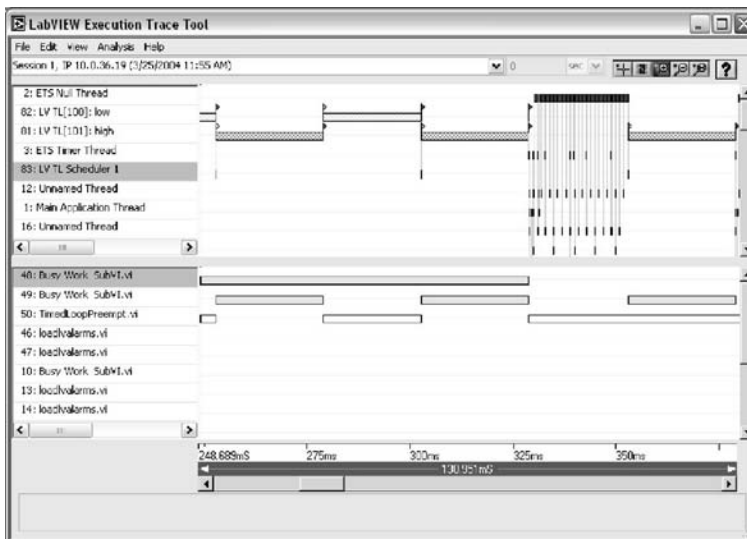 LabVIEW Execution Trace Tool
File Edit View Analysis Help
Session 1, IP 10.0.36.19 (3/25/2004 11:55 AM)
0 sec
2: ETS Null Thread
82: LV TL[100]: low
81: LV TL[101]: high
3: ETS Timer Thread
83: LV TL Scheduler 1
12: Unnamed Thread
1: Main Application Thread
16: Unnamed Thread
48: Busy Work SubVI.vi
49: Busy Work SubVI.vi
50: TimedLoopPreempt.vi
46: loadlvalarms.vi
47: loadlvalarms.vi
10: Busy Work SubVI.vi
13: loadlvalarms.vi
14: loadlvalarms.vi
248.689mS 275ms 300ms 325ms 350ms
130.951mS